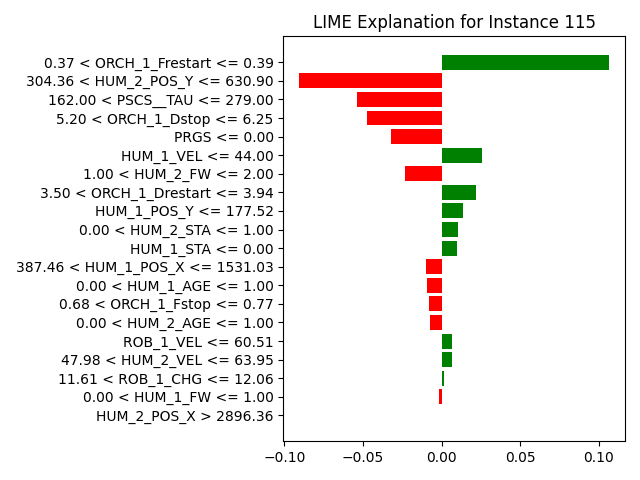 LIME Explanation for Instance 115
0.37 < ORCH_1_Frestart <= 0.39
304.36 < HUM_2_POS_Y <= 630.90
162.00 < PSCS__TAU <= 279.00
5.20 < ORCH_1_Dstop <= 6.25
PRGS <= 0.00
HUM_1_VEL <= 44.00
1.00 < HUM_2_FW <= 2.00
3.50 < ORCH_1_Drestart <= 3.94
HUM_1_POS_Y <= 177.52
0.00 < HUM_2_STA <= 1.00
HUM_1_STA <= 0.00
387.46 < HUM_1_POS_X <= 1531.03
0.00 < HUM_1_AGE <= 1.00
0.68 < ORCH_1_Fstop <= 0.77
0.00 < HUM_2_AGE <= 1.00
ROB_1_VEL <= 60.51
47.98 < HUM_2_VEL <= 63.95
11.61 < ROB_1_CHG <= 12.06
0.00 < HUM_1_FW <= 1.00
HUM_2_POS_X > 2896.36
−0.10 −0.05 0.00 0.05 0.10